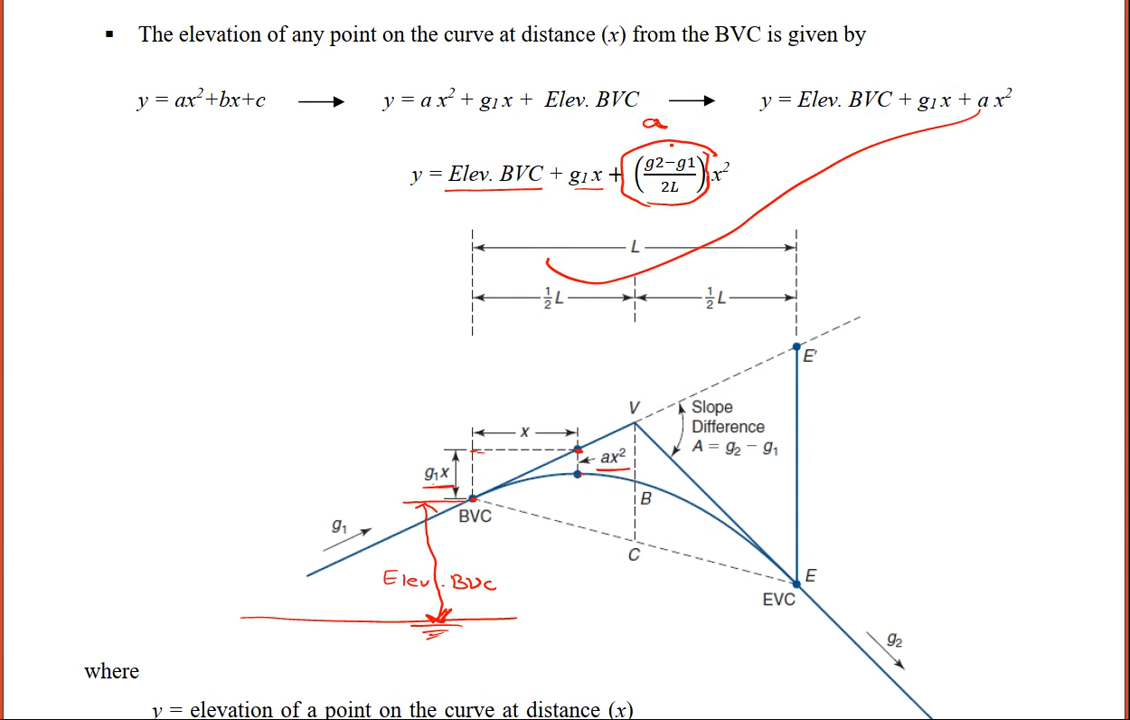 ▪ The elevation of any point on the curve at distance (x) from the BVC is given by
y = ax²+bx+c → y = a x² + g₁x + Elev. BVC → y = Elev. BVC + g₁x + a x²
a
y = Elev. BVC + g₁x + ((g2−g1)/2L) x²
L
½L ½L
E'
V Slope
Difference
A = g₂ − g₁
x
ax²
g₁x
B
BVC
g₁
C
E
Elev. BVC
EVC
g₂
where
y = elevation of a point on the curve at distance (x)